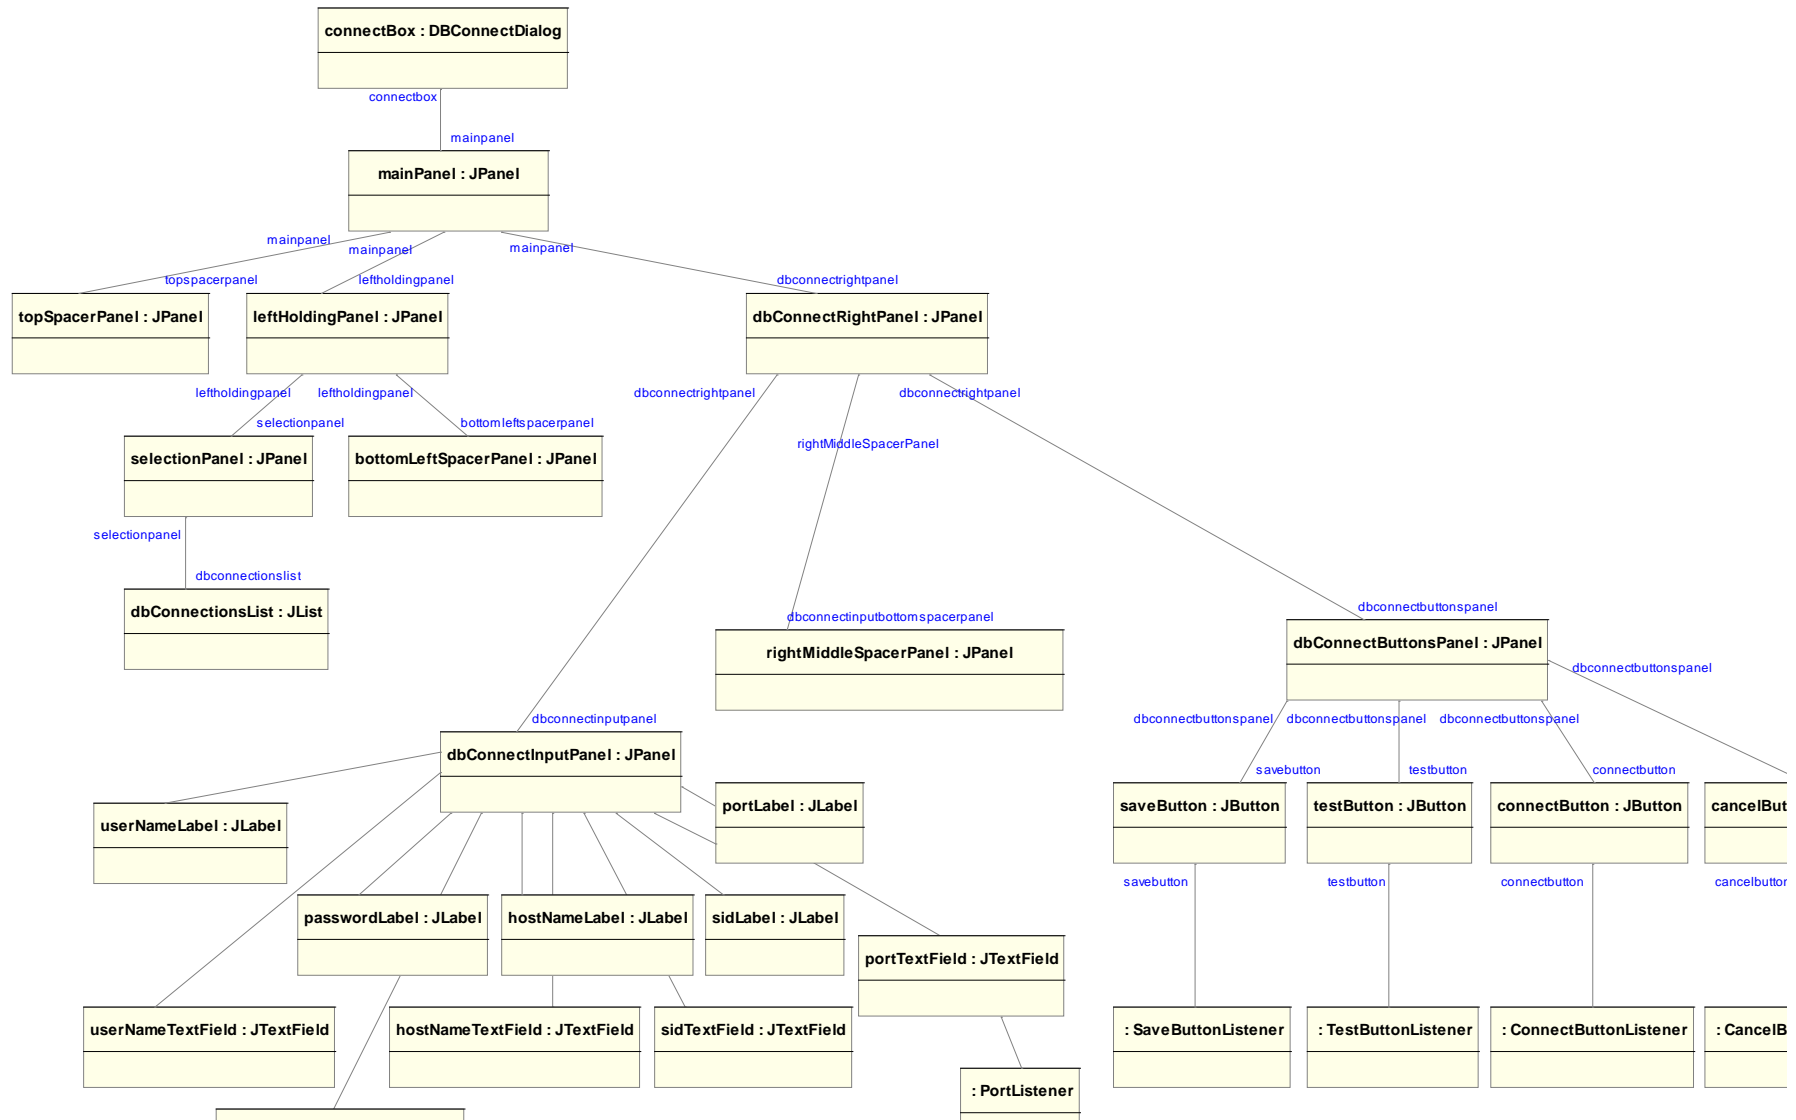 connectBox : DBConnectDialog
connectbox
mainpanel
mainPanel : JPanel
mainpanel
mainpanel
mainpanel
topspacerpanel
leftholdingpanel
dbconnectrightpanel
topSpacerPanel : JPanel
leftHoldingPanel : JPanel
dbConnectRightPanel : JPanel
leftholdingpanel
leftholdingpanel
dbconnectrightpanel
dbconnectrightpanel
selectionpanel
bottomleftspacerpanel
rightMiddleSpacerPanel
selectionPanel : JPanel
bottomLeftSpacerPanel : JPanel
selectionpanel
dbconnectionslist
dbConnectionsList : JList
dbconnectinputbottomspacerpanel
dbconnectbuttonspanel
rightMiddleSpacerPanel : JPanel
dbConnectButtonsPanel : JPanel
dbconnectbuttonspanel
dbconnectinputpanel
dbconnectbuttonspanel
dbconnectbuttonspanel
dbconnectbuttonspanel
dbConnectInputPanel : JPanel
savebutton
testbutton
connectbutton
userNameLabel : JLabel
portLabel : JLabel
saveButton : JButton
testButton : JButton
connectButton : JButton
cancelBut
savebutton
testbutton
connectbutton
cancelbutton
passwordLabel : JLabel
hostNameLabel : JLabel
sidLabel : JLabel
portTextField : JTextField
userNameTextField : JTextField
hostNameTextField : JTextField
sidTextField : JTextField
: SaveButtonListener
: TestButtonListener
: ConnectButtonListener
: CancelB
: PortListener